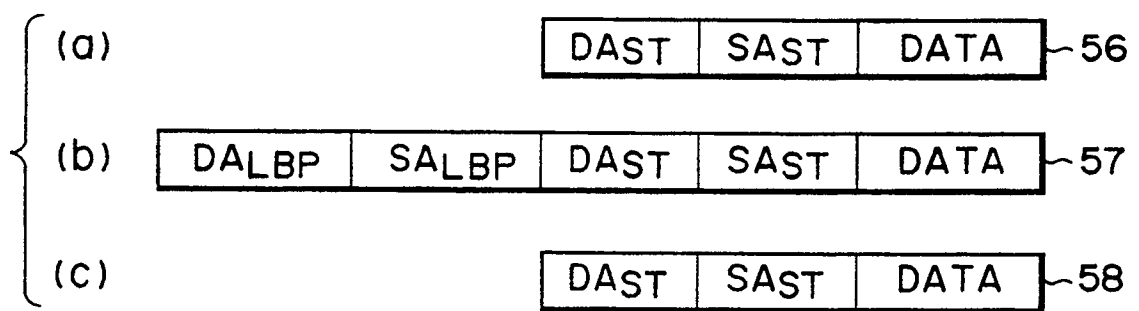 (a) DAST SAST DATA 56
(b) DALBP SALBP DAST SAST DATA 57
(c) DAST SAST DATA 58